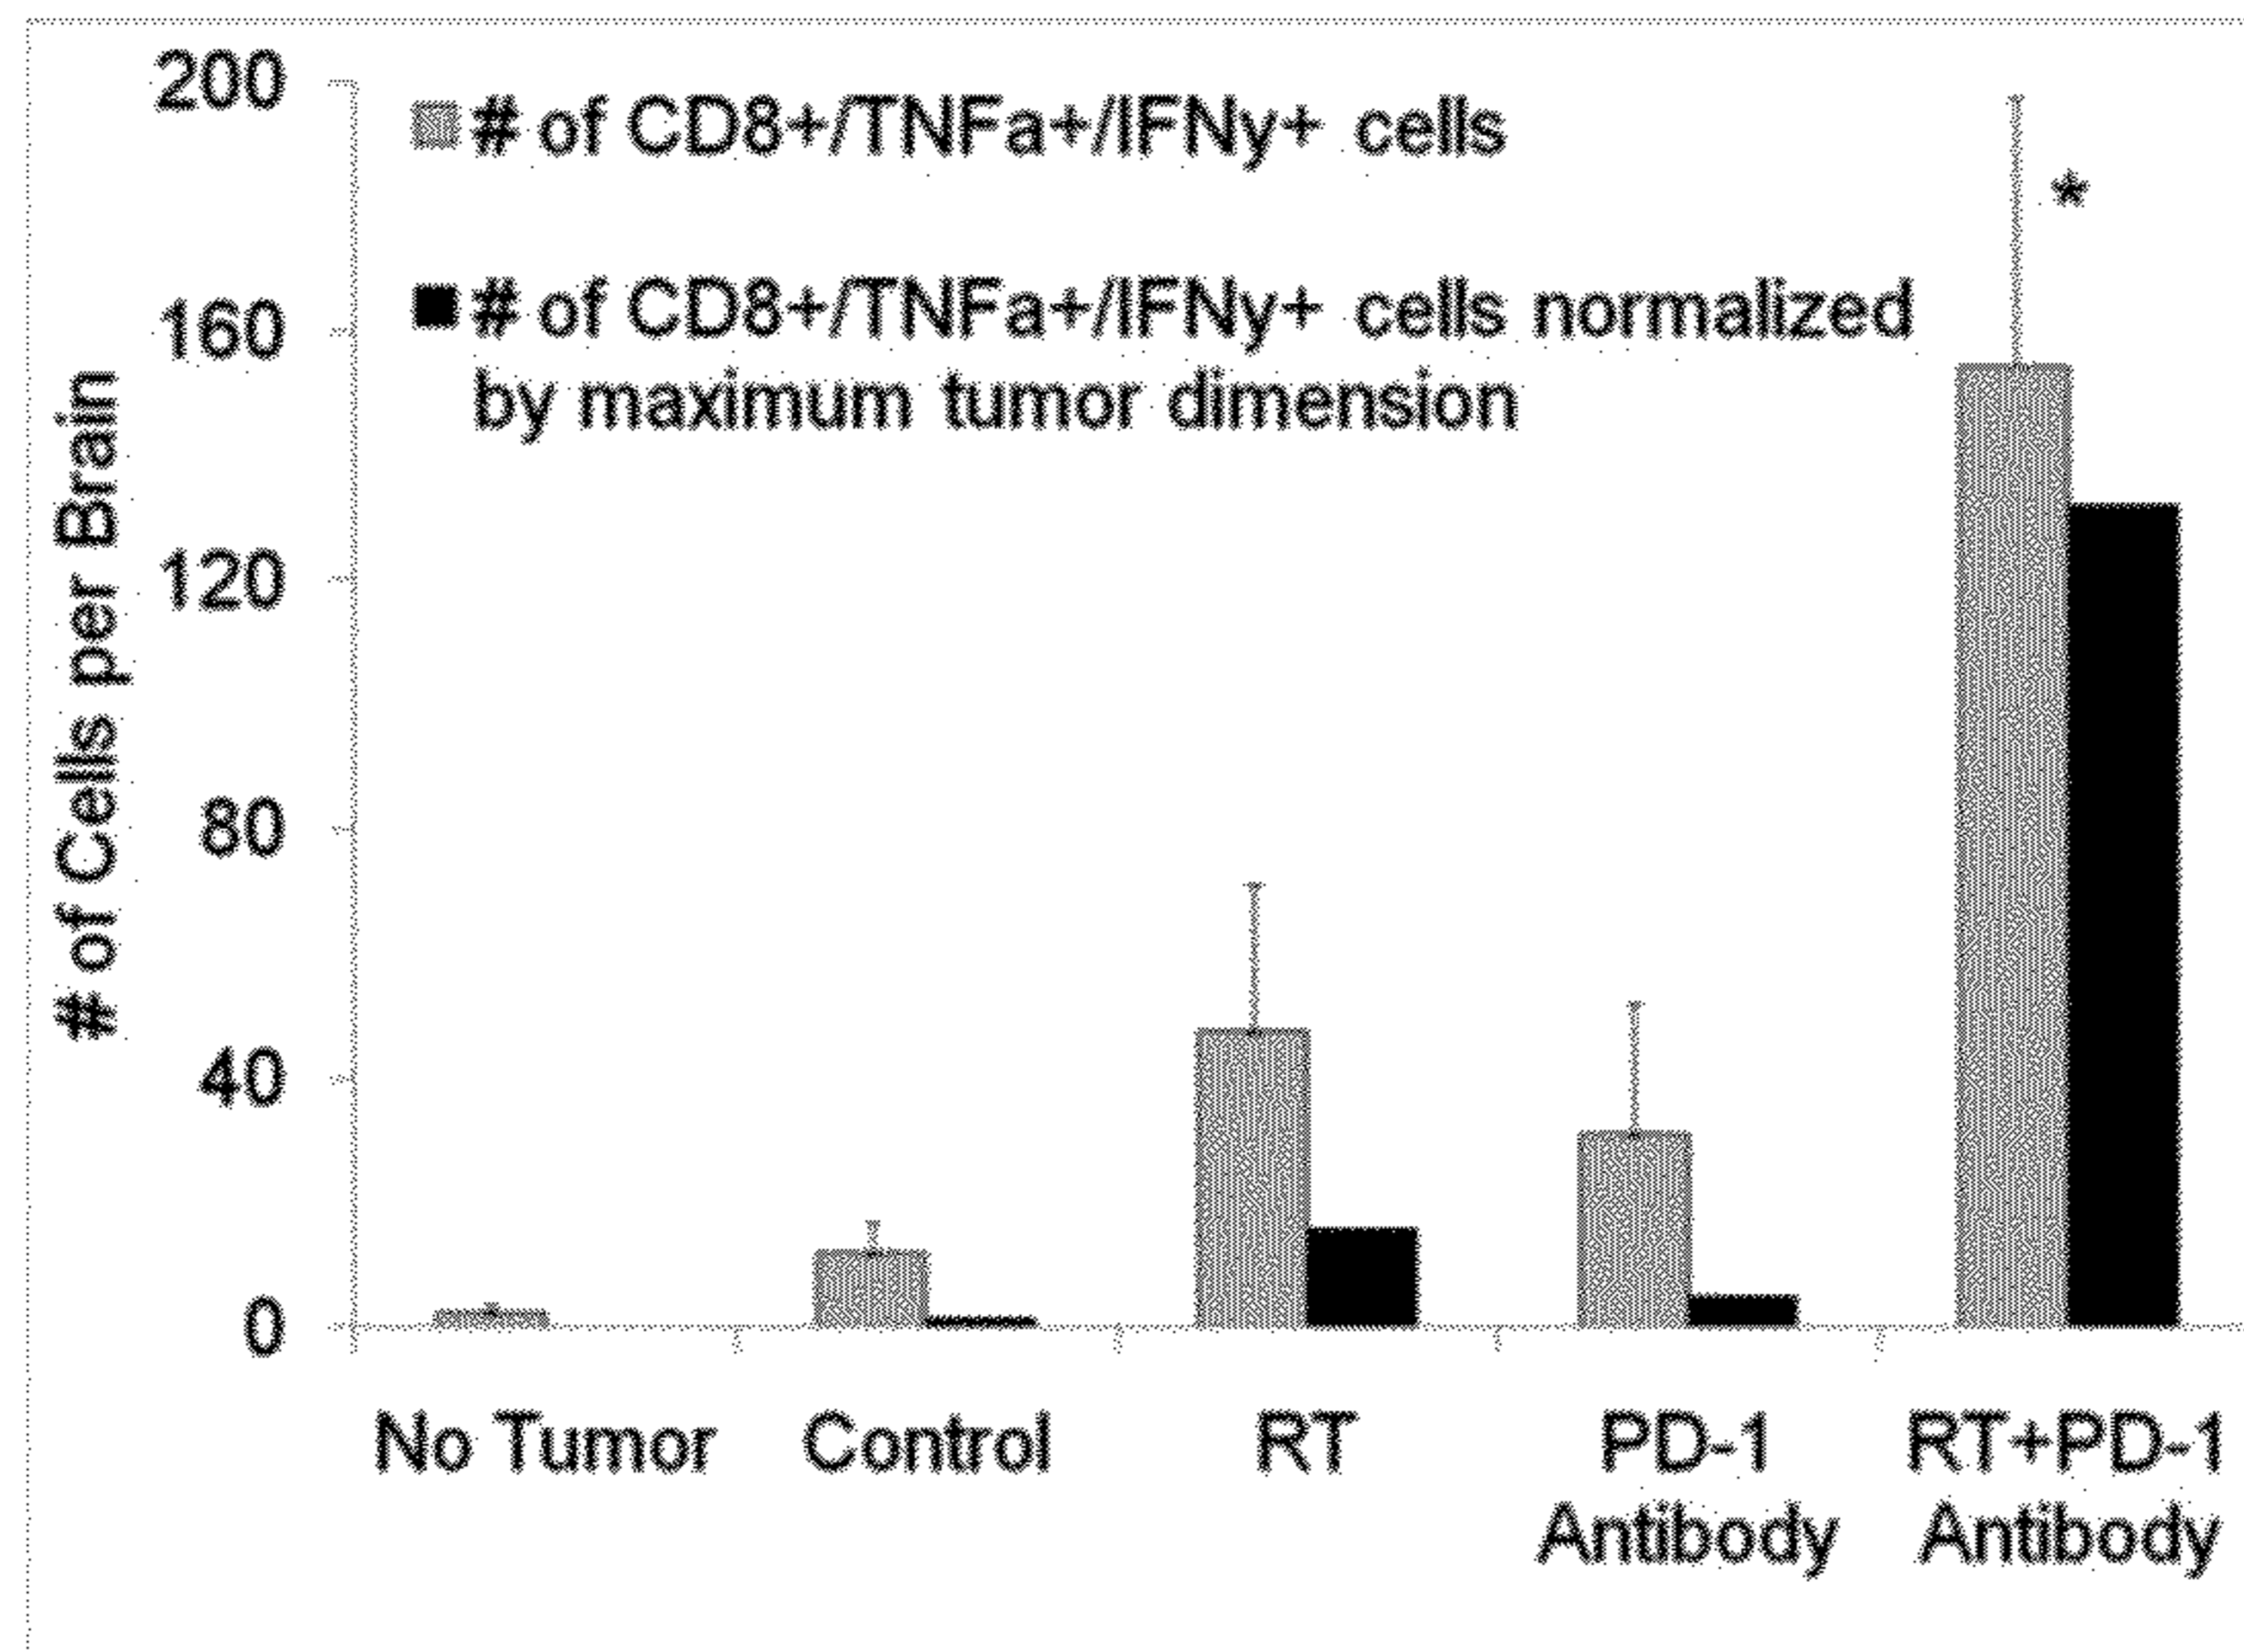 200
# of CD8+/TNFa+/IFNy+ cells
*
160
# of CD8+/TNFa+/IFNy+ cells normalized
by maximum tumor dimension
# of Cells per Brain
120
80
40
0
No Tumor
Control
RT
PD-1
Antibody
RT+PD-1
Antibody